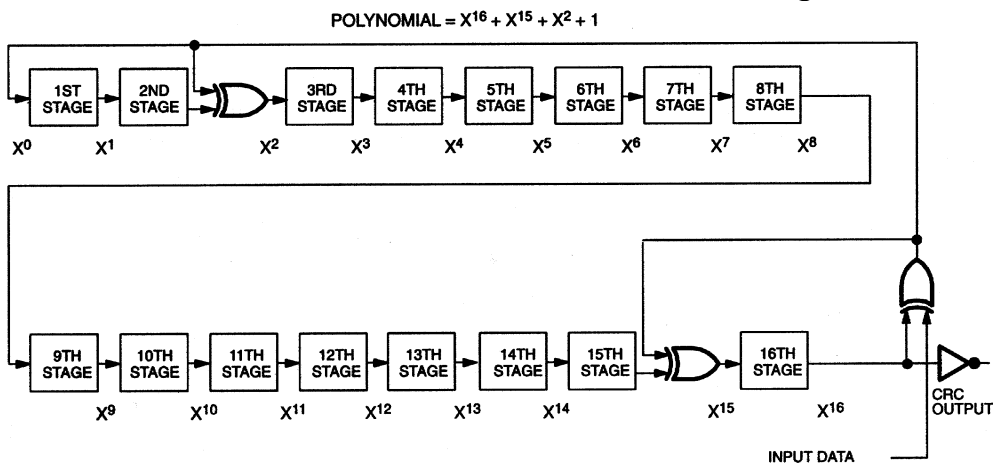 POLYNOMIAL = X¹⁶ + X¹⁵ + X² + 1
1ST STAGE
2ND STAGE
3RD STAGE
4TH STAGE
5TH STAGE
6TH STAGE
7TH STAGE
8TH STAGE
X⁰ X¹ X² X³ X⁴ X⁵ X⁶ X⁷ X⁸
9TH STAGE
10TH STAGE
11TH STAGE
12TH STAGE
13TH STAGE
14TH STAGE
15TH STAGE
16TH STAGE
X⁹ X¹⁰ X¹¹ X¹² X¹³ X¹⁴ X¹⁵ X¹⁶
CRC
OUTPUT
INPUT DATA